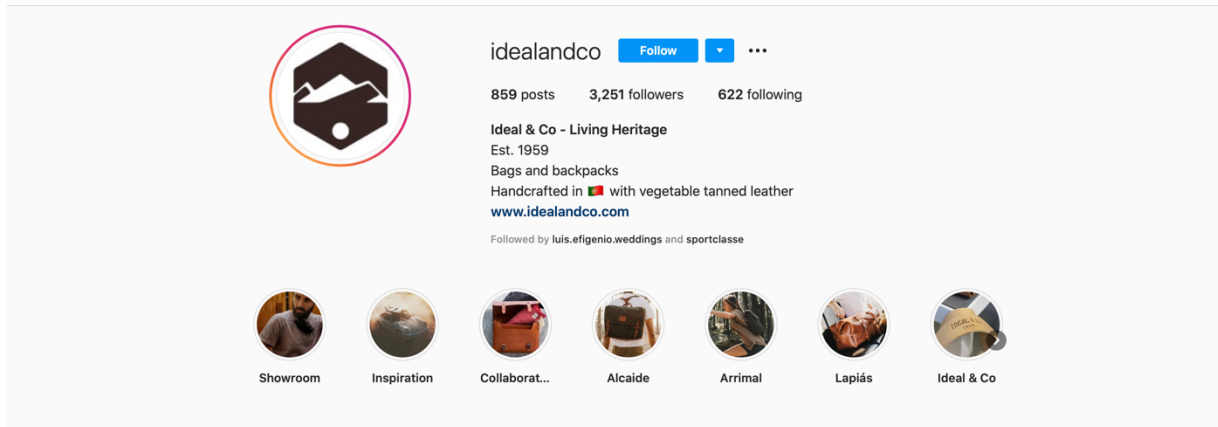 idealandco Follow
859 posts 3,251 followers 622 following
Ideal & Co - Living Heritage
Est. 1959
Bags and backpacks
Handcrafted in 🇵🇹 with vegetable tanned leather
www.idealandco.com
Followed by luis.efigenio.weddings and sportclasse
Showroom Inspiration Collaborat... Alcaide Arrimal Lapiás Ideal & Co